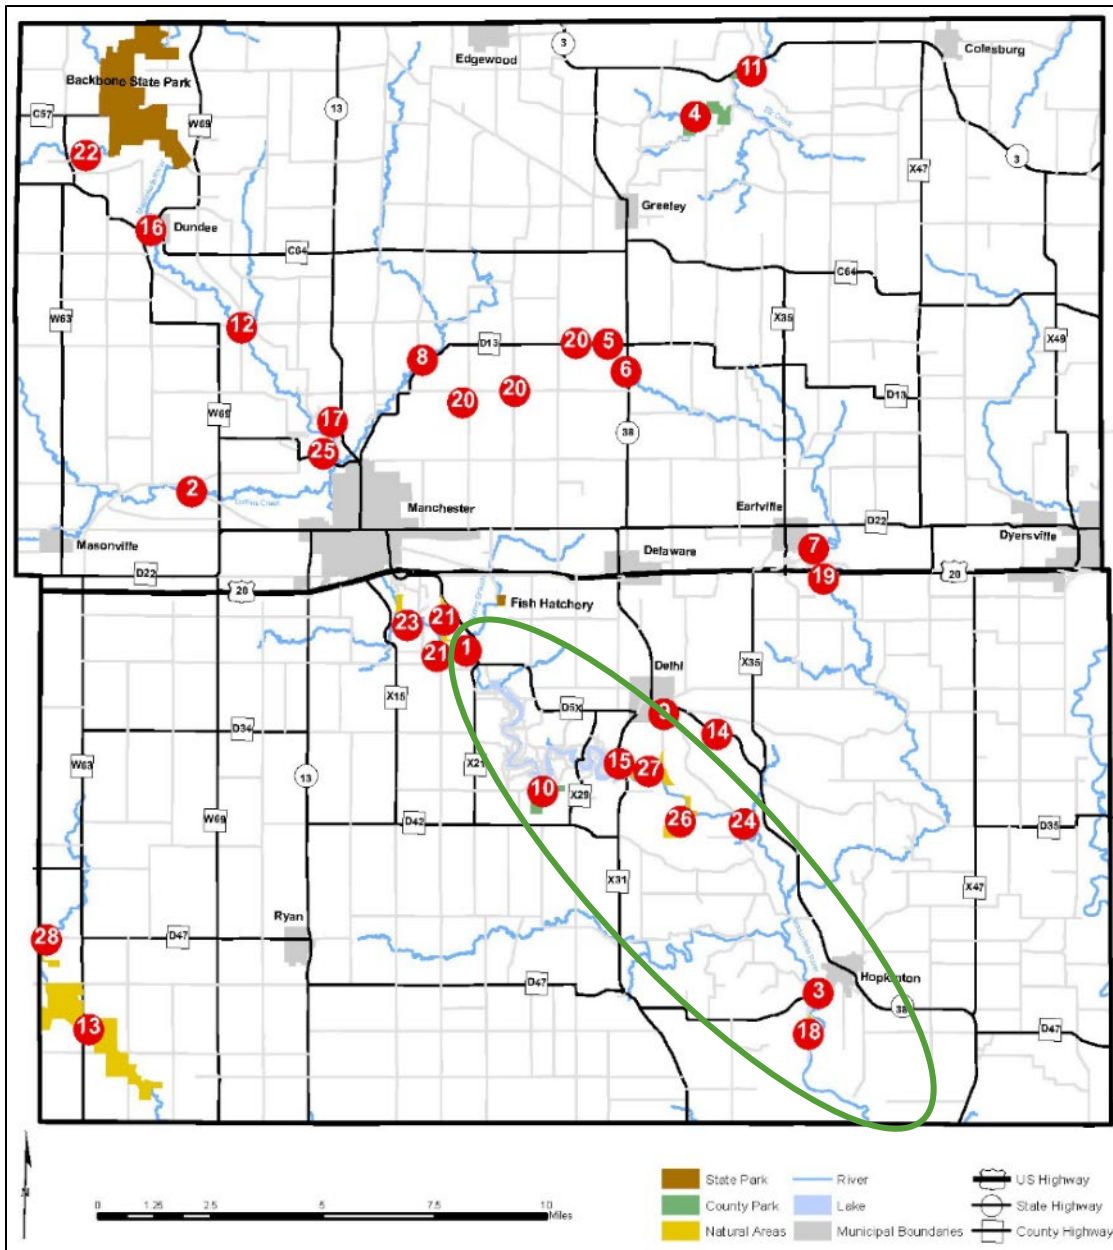 Edgewood
3
Colesburg
11
Backbone State Park
13
4
C57
W69
22
3
X47
Greeley
16
Dundee
C64
C64
W63
12
X35
X49
20
5
D13
8
6
20
20
D13
W69
17
38
25
2
Manchester
Earlville
Masonville
D22
Dyersville
7
Delaware
D22
20
19
20
Fish Hatchery
21
23
1
21
Delhi
X35
X15
9
D5X
14
D34
15
27
W63
X21
13
10
X29
W69
D42
26
24
D35
X31
X47
Ryan
28
D47
Hopkinton
D47
3
38
13
18
D47
State Park
River
US Highway
County Park
Lake
State Highway
Natural Areas
Municipal Boundaries
County Highway
0 1.25 2.5 5 7.5 10
Miles